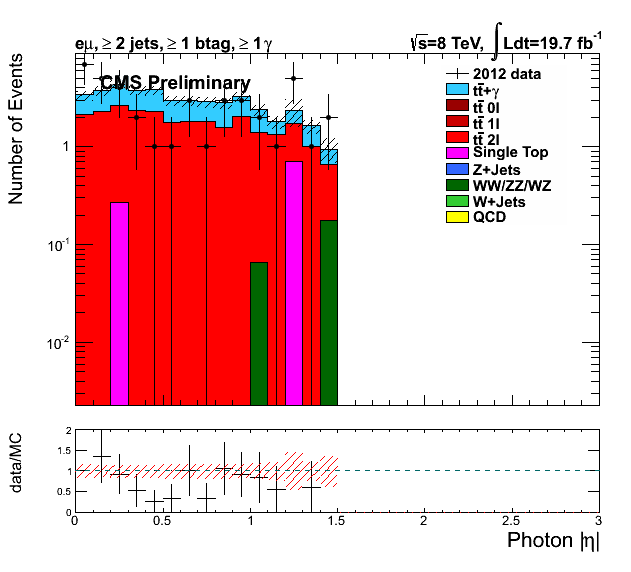 eμ, ≥ 2 jets, ≥ 1 btag, ≥ 1γ
√s=8 TeV, ∫Ldt=19.7 fb⁻¹
CMS Preliminary
2012 data
tt̄+γ
tt̄ 0l
tt̄ 1l
tt̄ 2l
Single Top
Z+Jets
WW/ZZ/WZ
W+Jets
QCD
Number of Events
1
10⁻¹
10⁻²
data/MC
2
1.5
1
0.5
0
0 0.5 1 1.5 2 2.5 3
Photon |η|